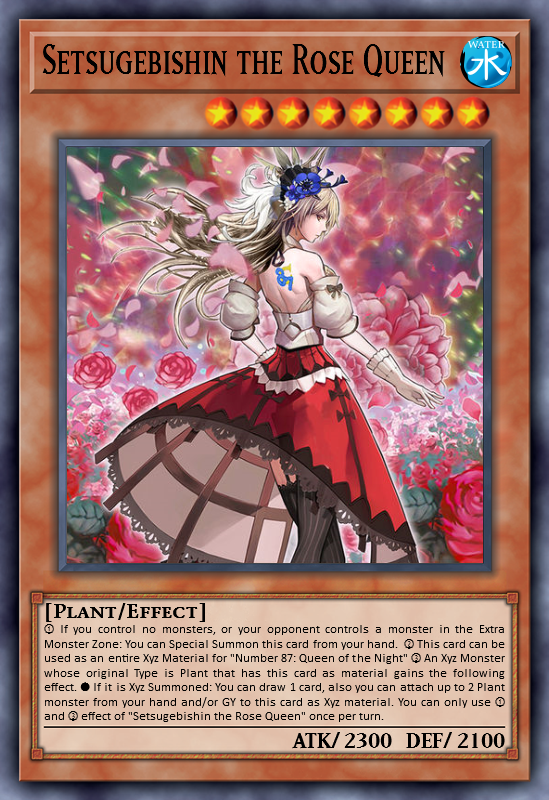 SETSUGEBISHIN THE ROSE QUEEN
WATER
水
87
[PLANT/EFFECT]
① If you control no monsters, or your opponent controls a monster in the Extra
Monster Zone: You can Special Summon this card from your hand. ② This card can be
used as an entire Xyz Material for "Number 87: Queen of the Night" ③ An Xyz Monster
whose original Type is Plant that has this card as material gains the following
effect. ● If it is Xyz Summoned: You can draw 1 card, also you can attach up to 2 Plant
monster from your hand and/or GY to this card as Xyz material. You can only use ①
and ③ effect of "Setsugebishin the Rose Queen" once per turn.
ATK/ 2300 DEF/ 2100